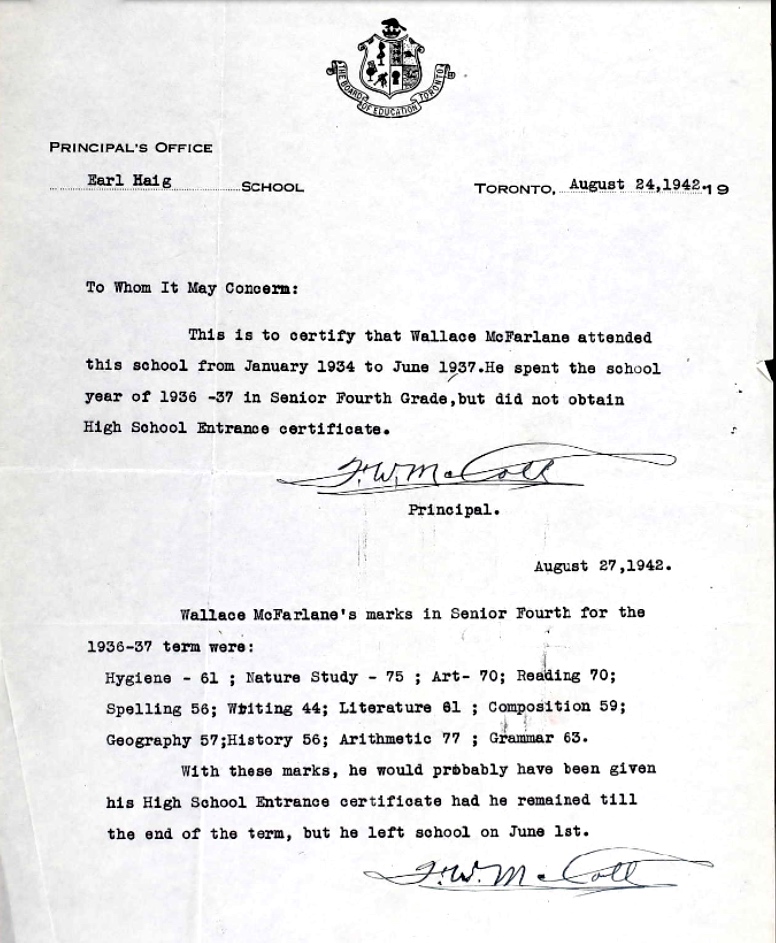 THE BOARD OF EDUCATION TORONTO
PRINCIPAL'S OFFICE
Earl Haig SCHOOL
TORONTO, August 24,1942. 19
To Whom It May Concern:
This is to certify that Wallace McFarlane attended
this school from January 1934 to June 1937.He spent the school
year of 1936 -37 in Senior Fourth Grade,but did not obtain
High School Entrance certificate.
F.W. McColl
Principal.
August 27,1942.
Wallace McFarlane's marks in Senior Fourth for the
1936-37 term were:
Hygiene - 61 ; Nature Study - 75 ; Art- 70; Reading 70;
Spelling 56; Writing 44; Literature 61 ; Composition 59;
Geography 57;History 56; Arithmetic 77 ; Grammar 63.
With these marks, he would probably have been given
his High School Entrance certificate had he remained till
the end of the term, but he left school on June 1st.
F.W. McColl